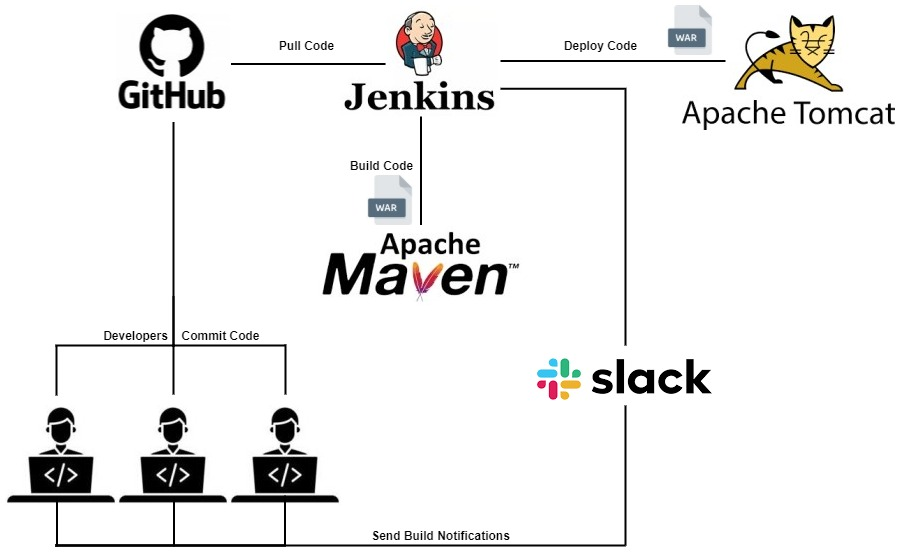 Pull Code
Deploy Code
WAR
GitHub
Jenkins
Apache Tomcat
Build Code
WAR
Apache
Maven™
Developers
Commit Code
slack
</>
</>
</>
Send Build Notifications